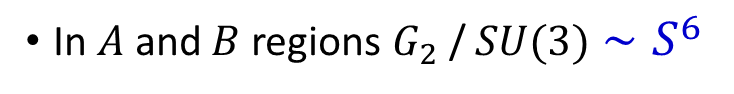 • In A and B regions G₂ / SU(3) ~ S⁶